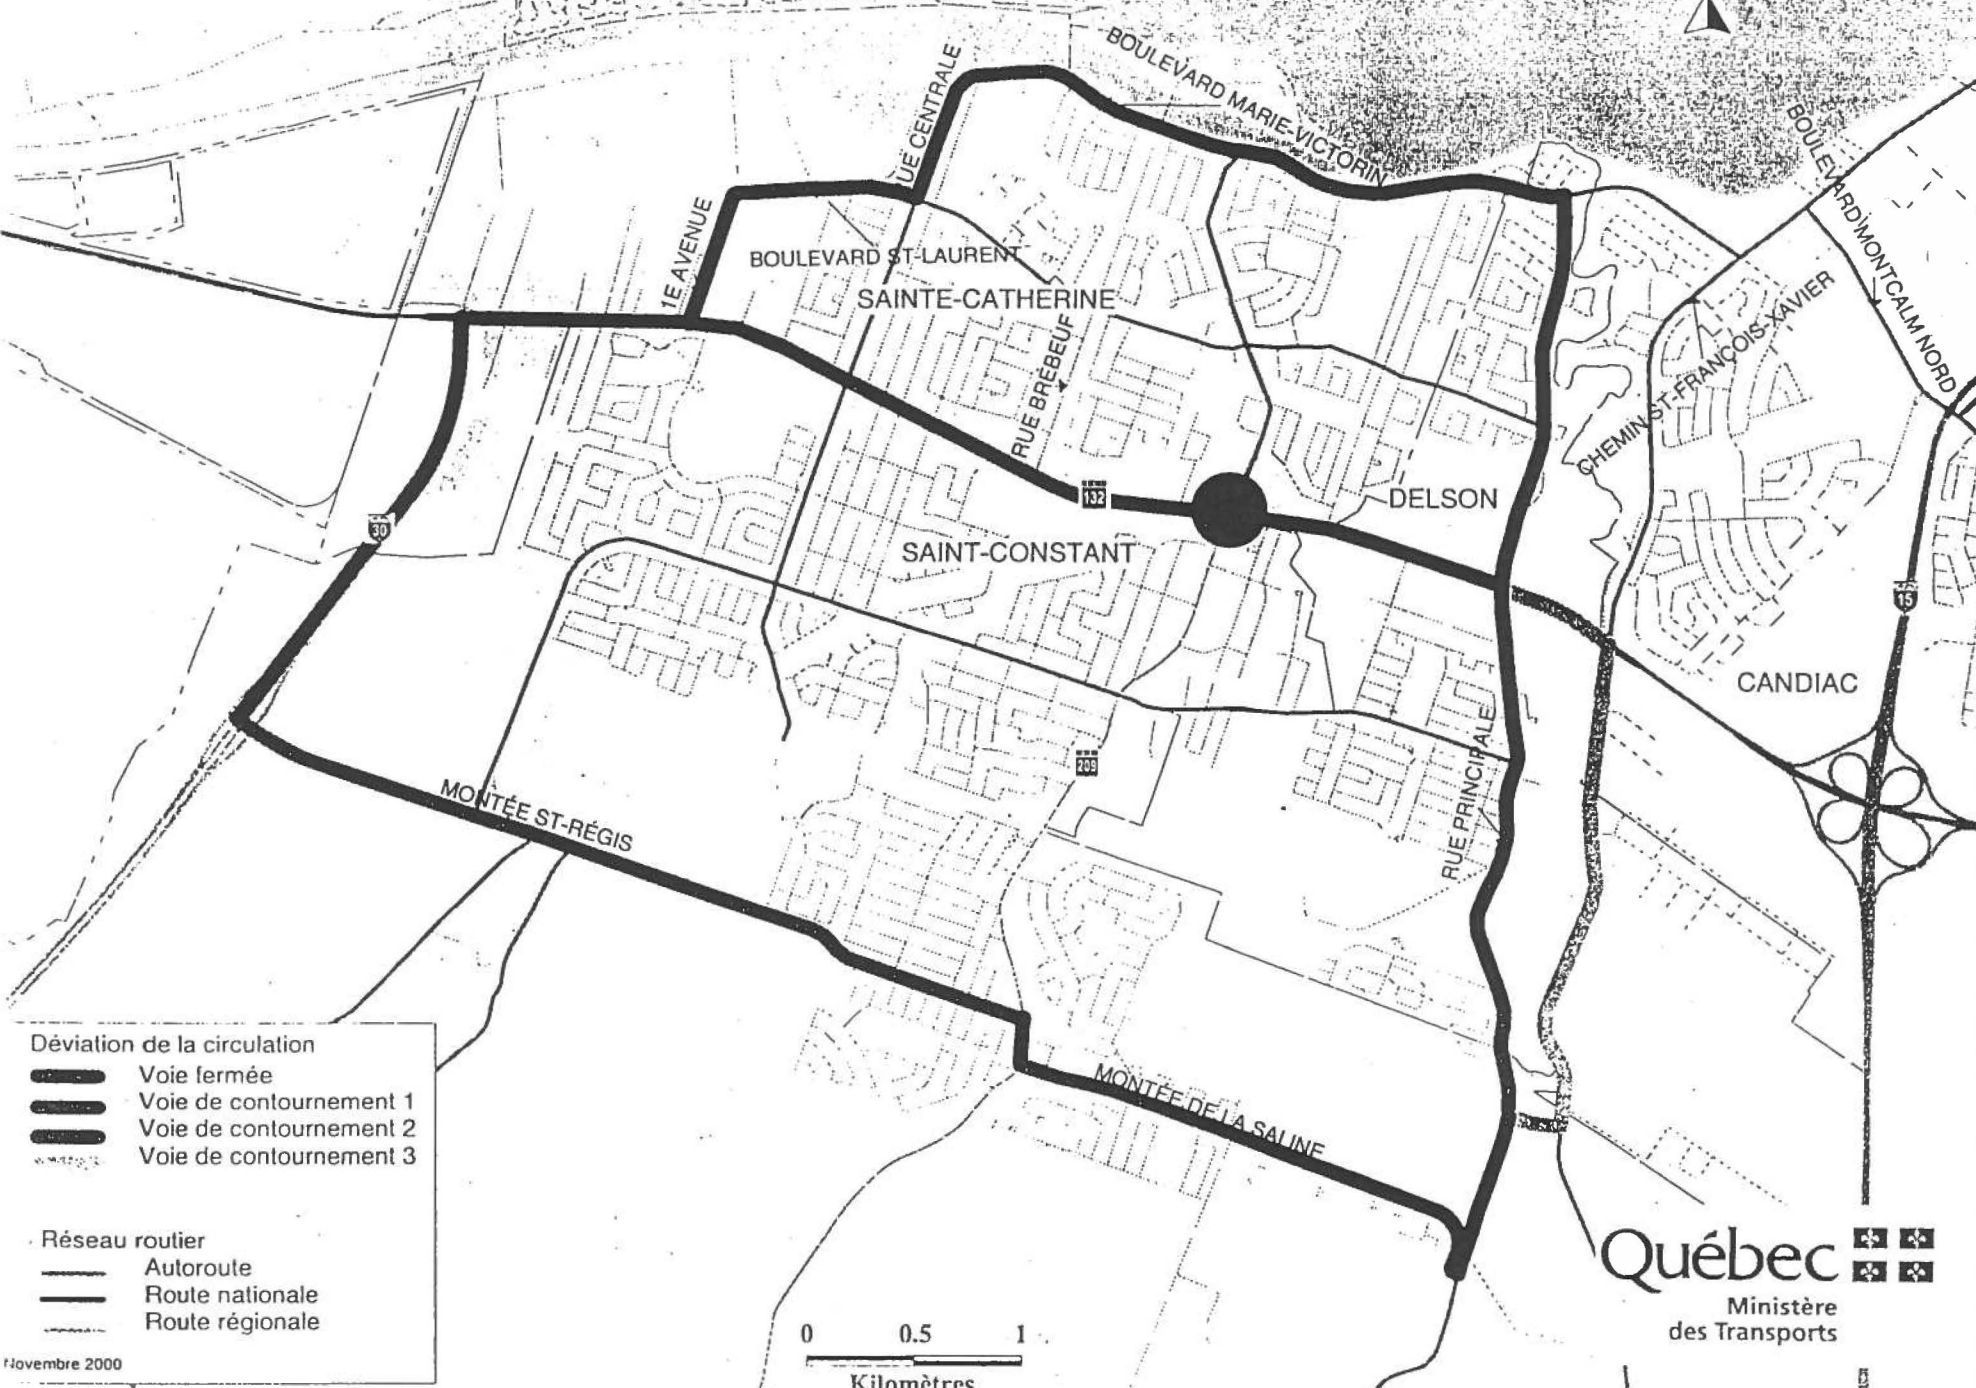 BOULEVARD MARIE-VICTORIN
RUE CENTRALE
BOULEVARD MONTCALM NORD
1E AVENUE
BOULEVARD ST-LAURENT
SAINTE-CATHERINE
CHEMIN ST-FRANÇOIS-XAVIER
RUE BRÉBEUF
132
DELSON
30
SAINT-CONSTANT
15
CANDIAC
209
RUE PRINCIPALE
MONTÉE ST-RÉGIS
MONTÉE DE LA SALINE
Déviation de la circulation
Voie fermée
Voie de contournement 1
Voie de contournement 2
Voie de contournement 3
Réseau routier
Autoroute
Route nationale
Route régionale
Novembre 2000
0 0.5 1
Kilomètres
Québec
Ministère
des Transports